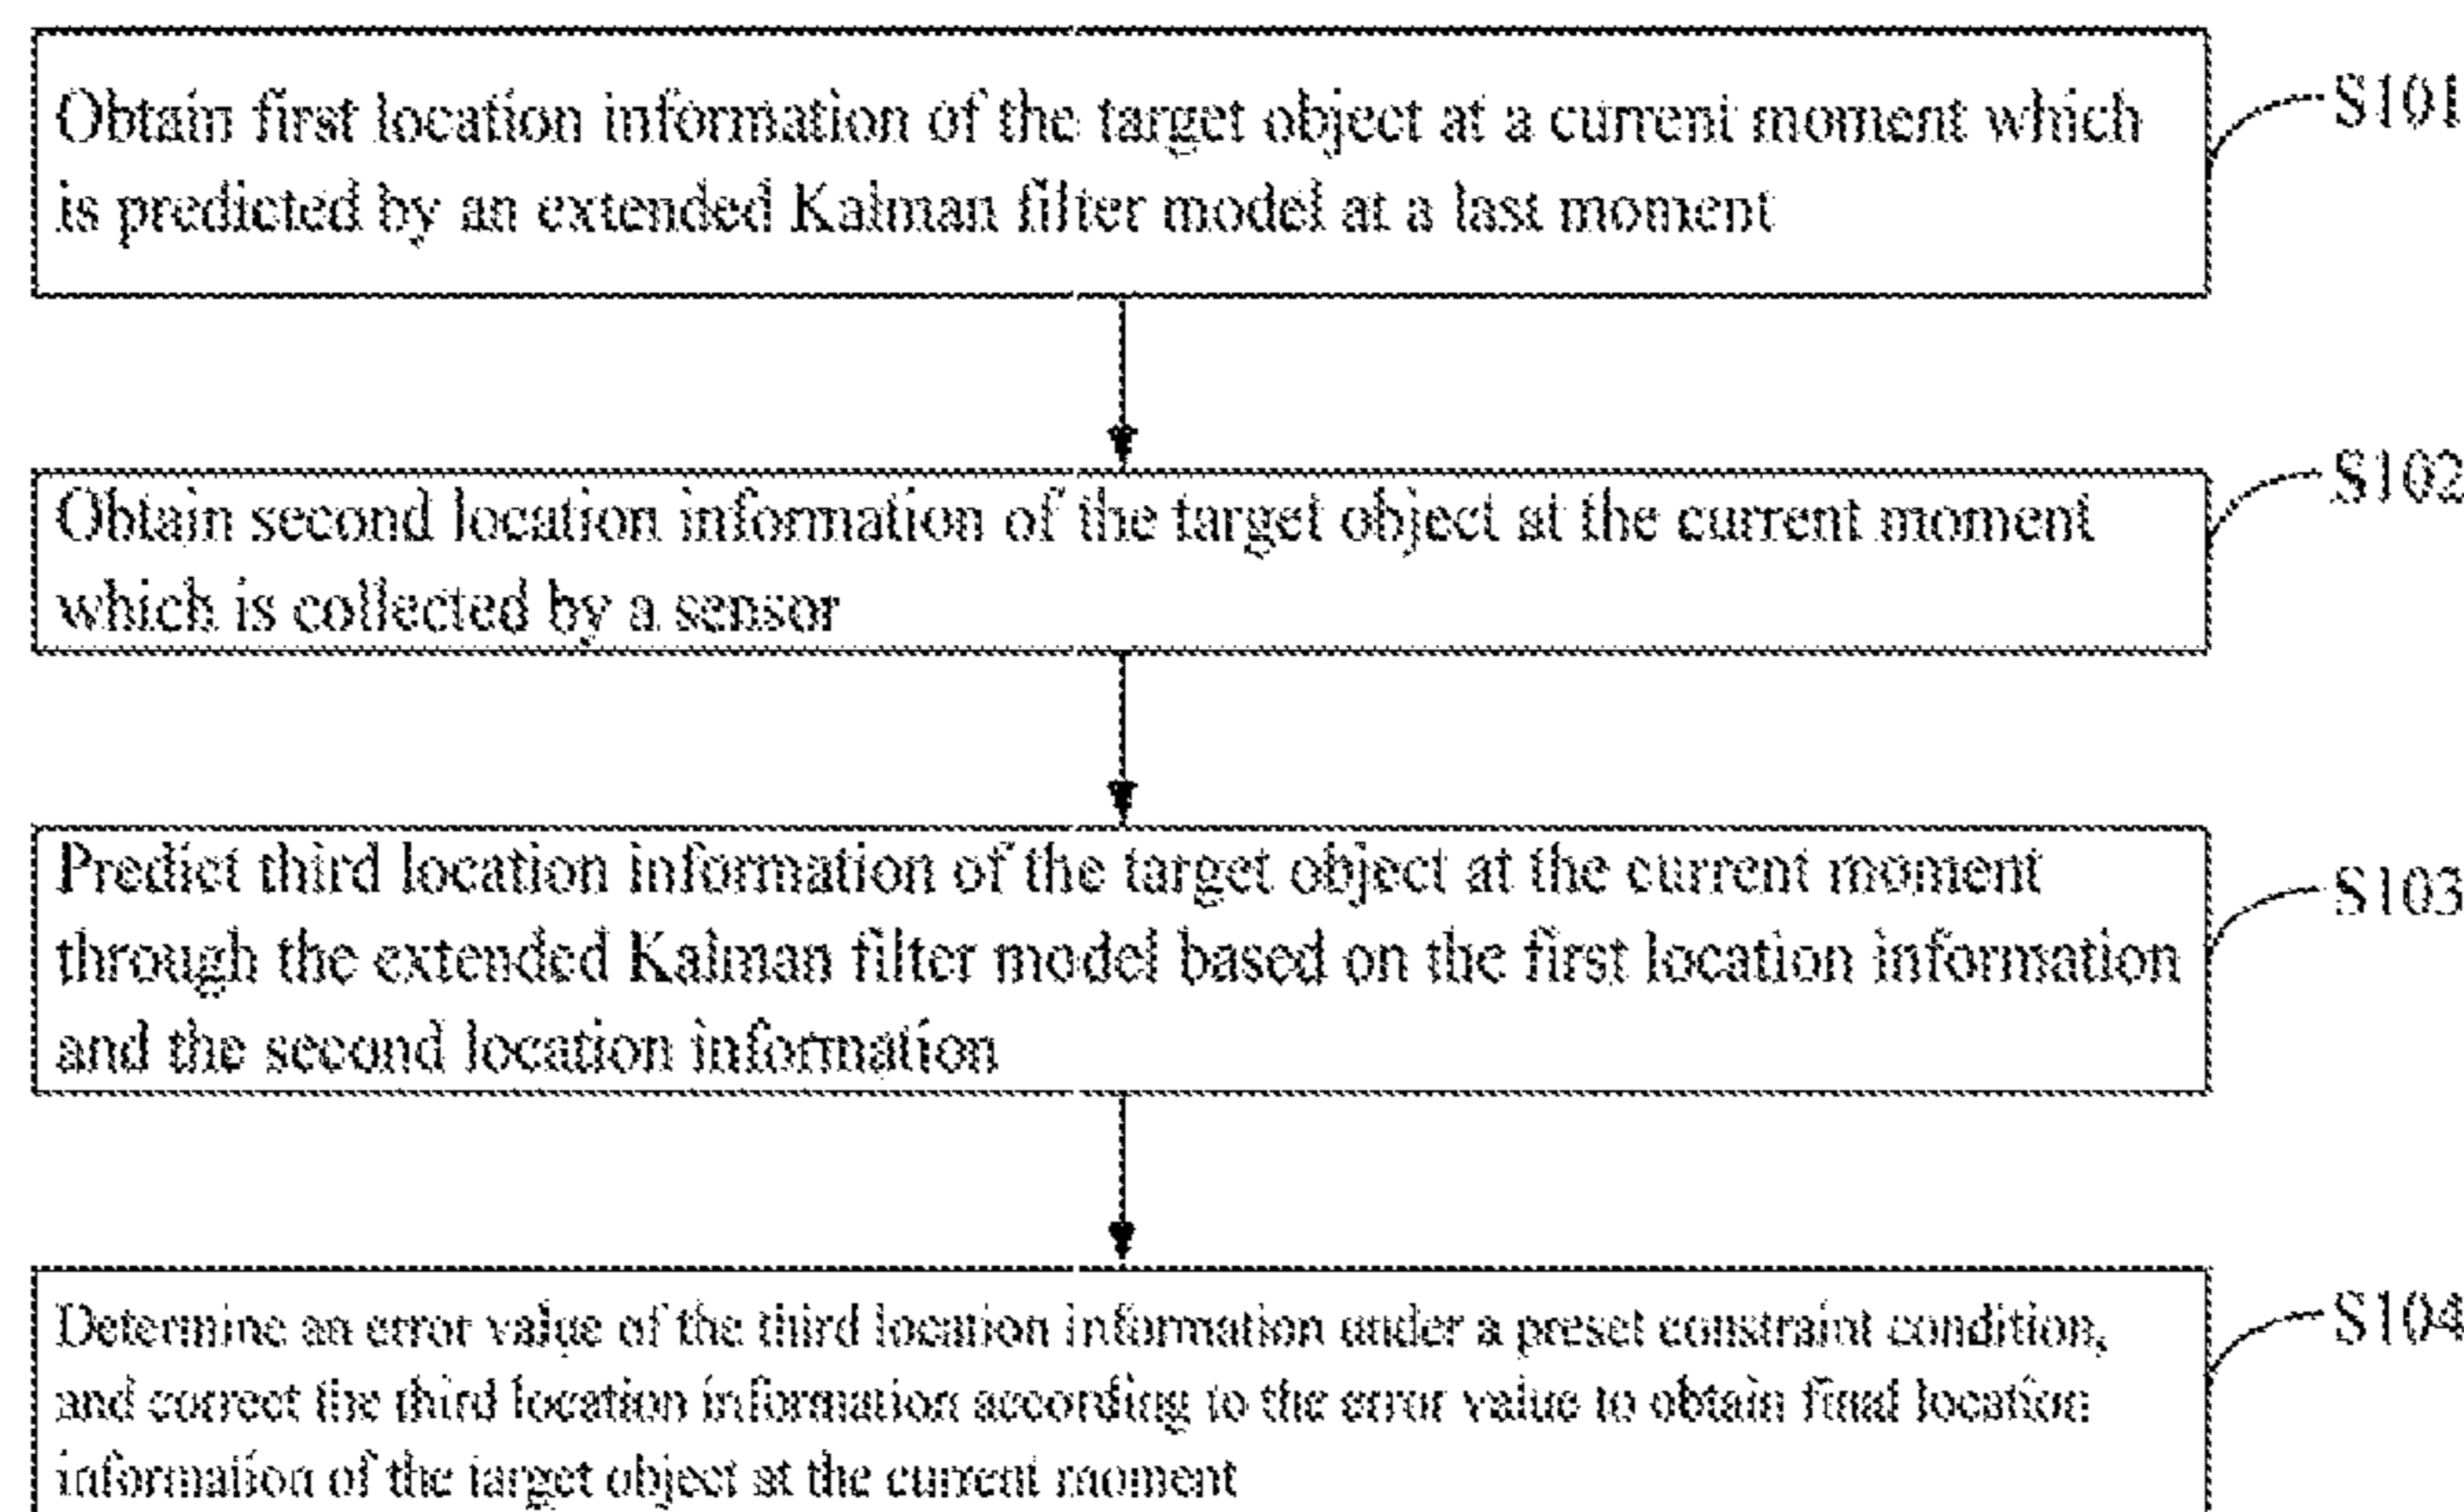 Obtain first location information of the target object at a current moment which
is predicted by an extended Kalman filter model at a last moment
S101
Obtain second location information of the target object at the current moment
which is collected by a sensor
S102
Predict third location information of the target object at the current moment
through the extended Kalman filter model based on the first location information
and the second location information
S103
Determine an error value of the third location information under a preset constraint condition,
and correct the third location information according to the error value to obtain final location
information of the target object at the current moment
S104